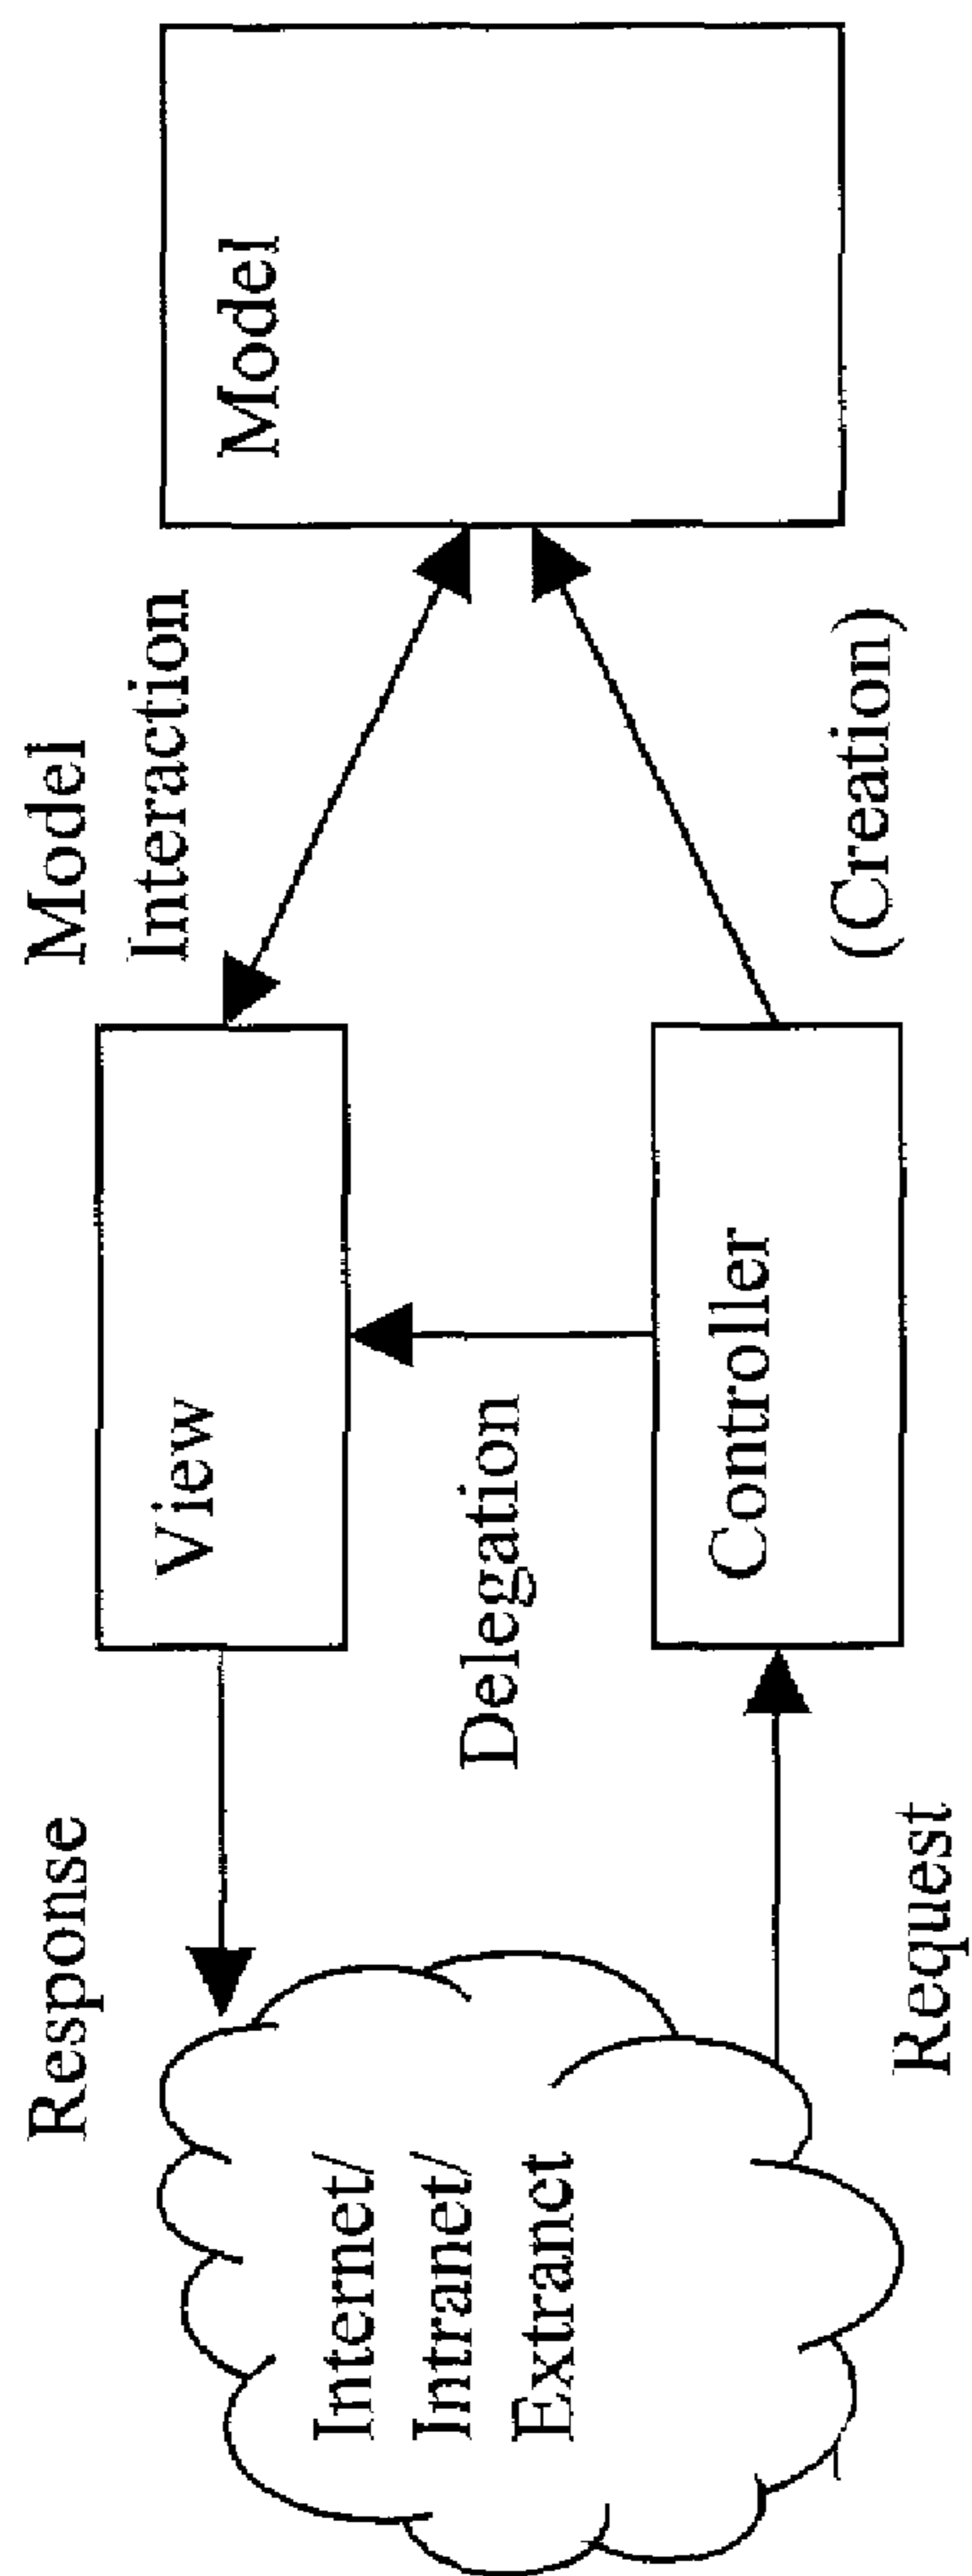 Response
Model
Interaction
View
Model
Internet/
Intranet/
Extranet
Delegation
Controller
Request
(Creation)